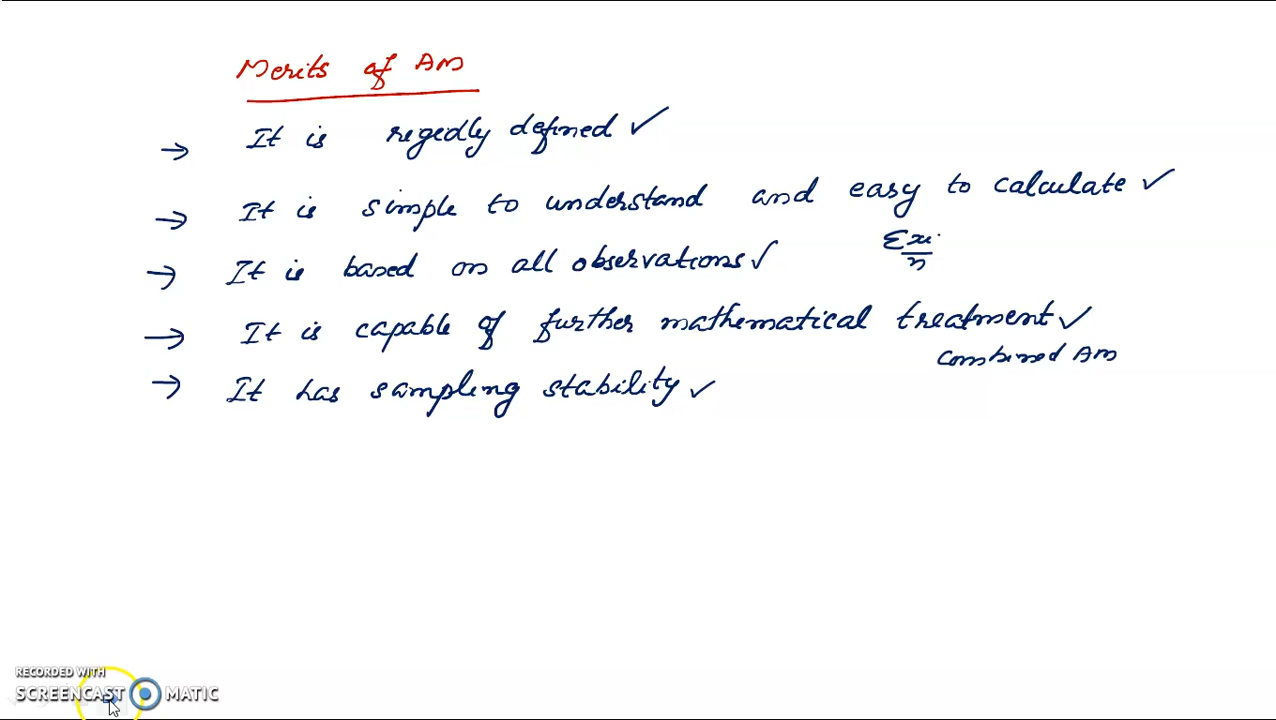 Merits of AM
→ It is regedly defined ✓
→ It is simple to understand and easy to calculate ✓
Σxi/n
→ It is based on all observations ✓
→ It is capable of further mathematical treatment ✓
Combined AM
→ It has sampling stability ✓
RECORDED WITH
SCREENCAST MATIC